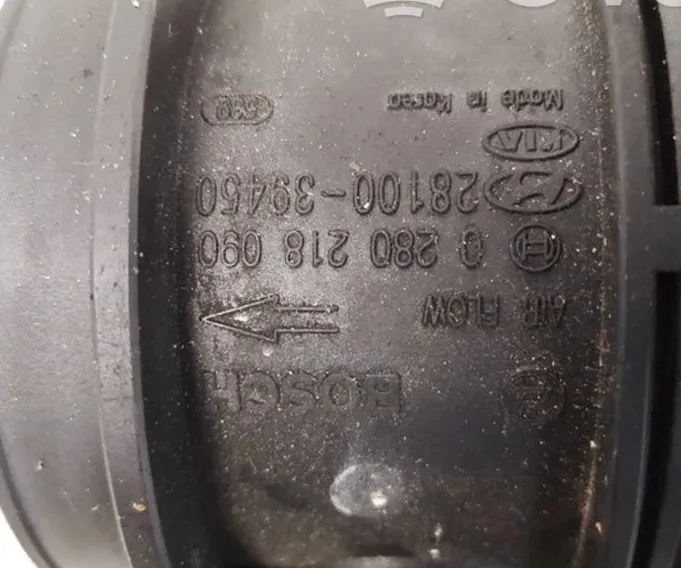 BOSCH
AIR FLOW
0 280 218 090
28100-39450
KIA
Made in Korea